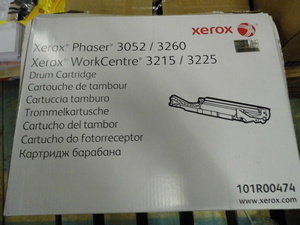 xerox
Xerox® Phaser® 3052 / 3260
Xerox® WorkCentre® 3215 / 3225
Drum Cartridge
Cartouche de tambour
Cartuccia tamburo
Trommelkartusche
Cartucho del tambor
Cartucho do fotorreceptor
Картридж барабана
101R00474
www.xerox.com